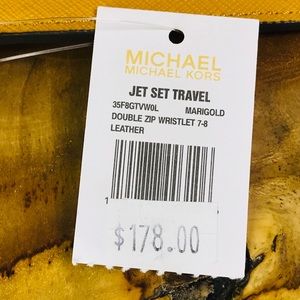 MICHAEL
MICHAEL KORS
JET SET TRAVEL
35F8GTVW0L MARIGOLD
DOUBLE ZIP WRISTLET 7-8
LEATHER
$178.00